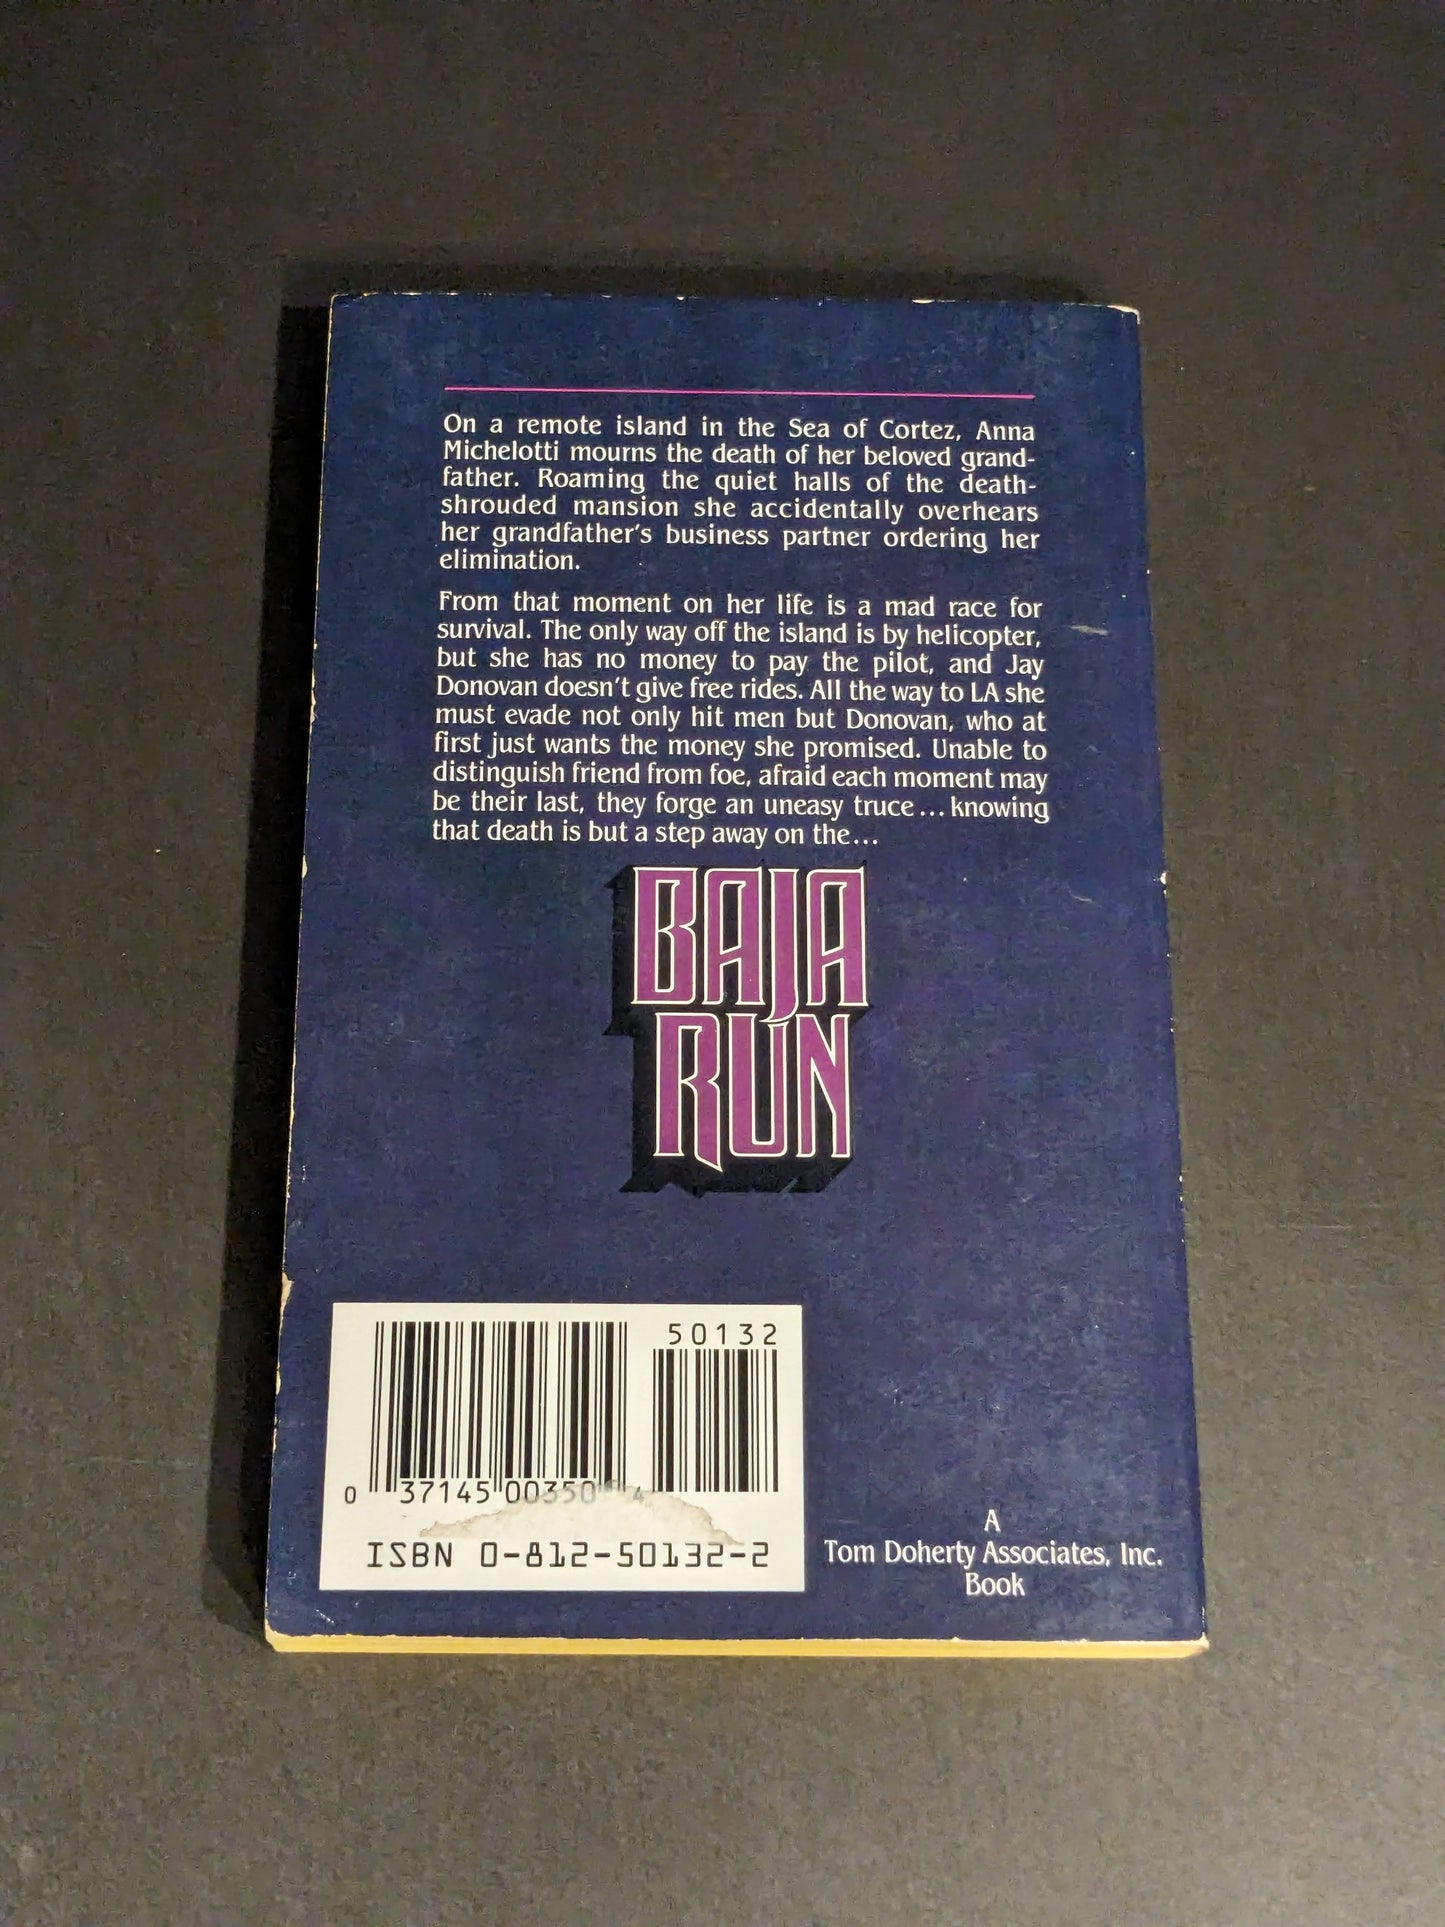 On a remote island in the Sea of Cortez, Anna
Michelotti mourns the death of her beloved grand-
father. Roaming the quiet halls of the death-
shrouded mansion she accidentally overhears
her grandfather's business partner ordering her
elimination.
From that moment on her life is a mad race for
survival. The only way off the island is by helicopter,
but she has no money to pay the pilot, and Jay
Donovan doesn't give free rides. All the way to LA she
must evade not only hit men but Donovan, who at
first just wants the money she promised. Unable to
distinguish friend from foe, afraid each moment may
be their last, they forge an uneasy truce... knowing
that death is but a step away on the...
BAJA
RUN
50132
0 37145 00350 4
ISBN 0-812-50132-2
A
Tom Doherty Associates, Inc.
Book